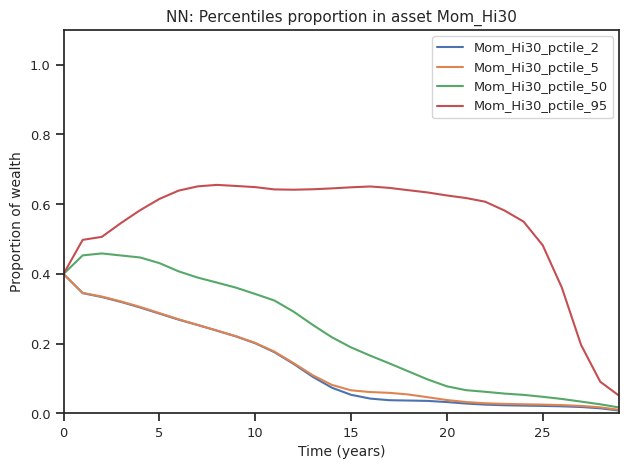 NN: Percentiles proportion in asset Mom_Hi30
Mom_Hi30_pctile_2
Mom_Hi30_pctile_5
Mom_Hi30_pctile_50
Mom_Hi30_pctile_95
Proportion of wealth
1.0
0.8
0.6
0.4
0.2
0.0
0 5 10 15 20 25
Time (years)